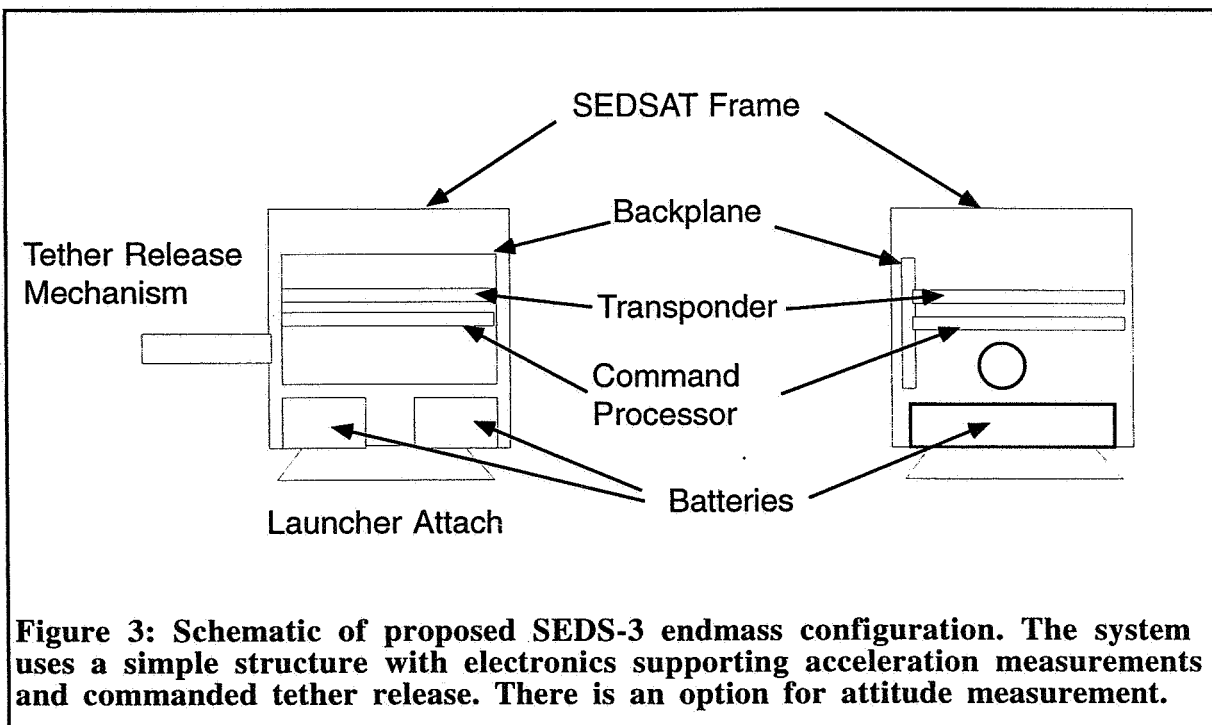 SEDSAT Frame
Backplane
Tether Release
Mechanism
Transponder
Command
Processor
Batteries
Launcher Attach
Figure 3: Schematic of proposed SEDS-3 endmass configuration. The system
uses a simple structure with electronics supporting acceleration measurements
and commanded tether release. There is an option for attitude measurement.